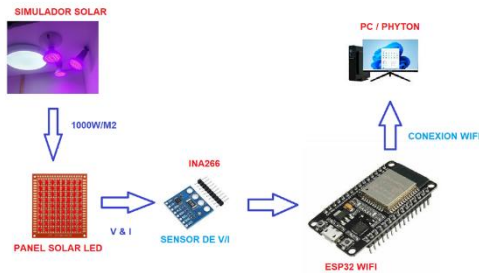 SIMULADOR SOLAR
1000W/M2
PANEL SOLAR LED
V & I
INA266
SENSOR DE V/I
ESP32 WIFI
CONEXION WIFI
PC / PHYTON